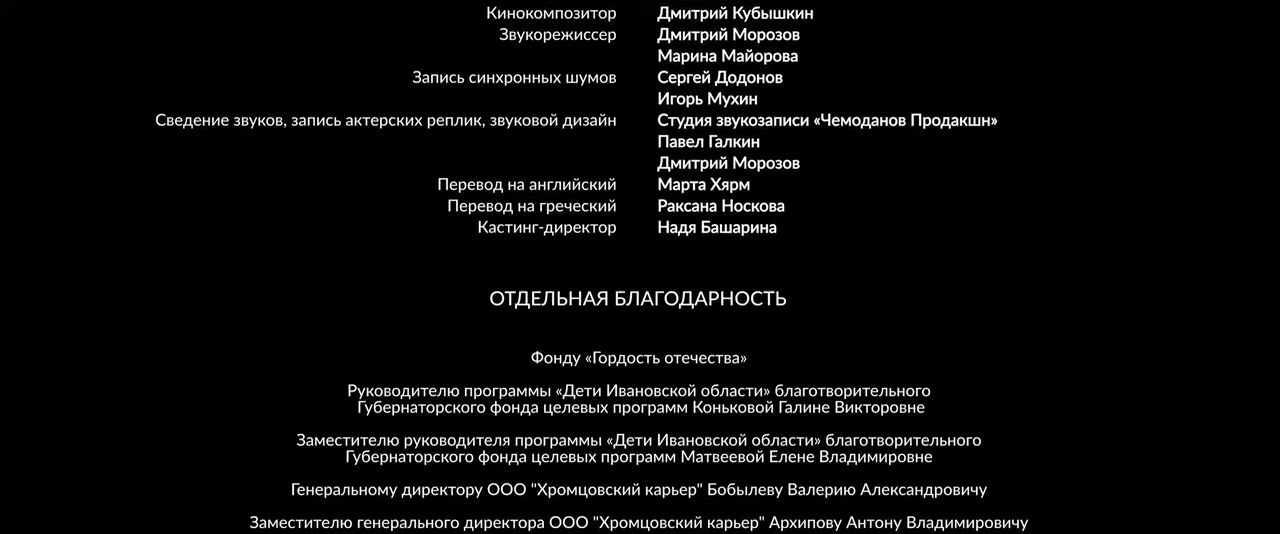 Кинокомпозитор Дмитрий Кубышкин
Звукорежиссер Дмитрий Морозов
Марина Майорова
Запись синхронных шумов Сергей Додонов
Игорь Мухин
Сведение звуков, запись актерских реплик, звуковой дизайн Студия звукозаписи «Чемоданов Продакшн»
Павел Галкин
Дмитрий Морозов
Перевод на английский Марта Хярм
Перевод на греческий Раксана Носкова
Кастинг-директор Надя Башарина
ОТДЕЛЬНАЯ БЛАГОДАРНОСТЬ
Фонду «Гордость отечества»
Руководителю программы «Дети Ивановской области» благотворительного
Губернаторского фонда целевых программ Коньковой Галине Викторовне
Заместителю руководителя программы «Дети Ивановской области» благотворительного
Губернаторского фонда целевых программ Матвеевой Елене Владимировне
Генеральному директору ООО "Хромцовский карьер" Бобылеву Валерию Александровичу
Заместителю генерального директора ООО "Хромцовский карьер" Архипову Антону Владимировичу